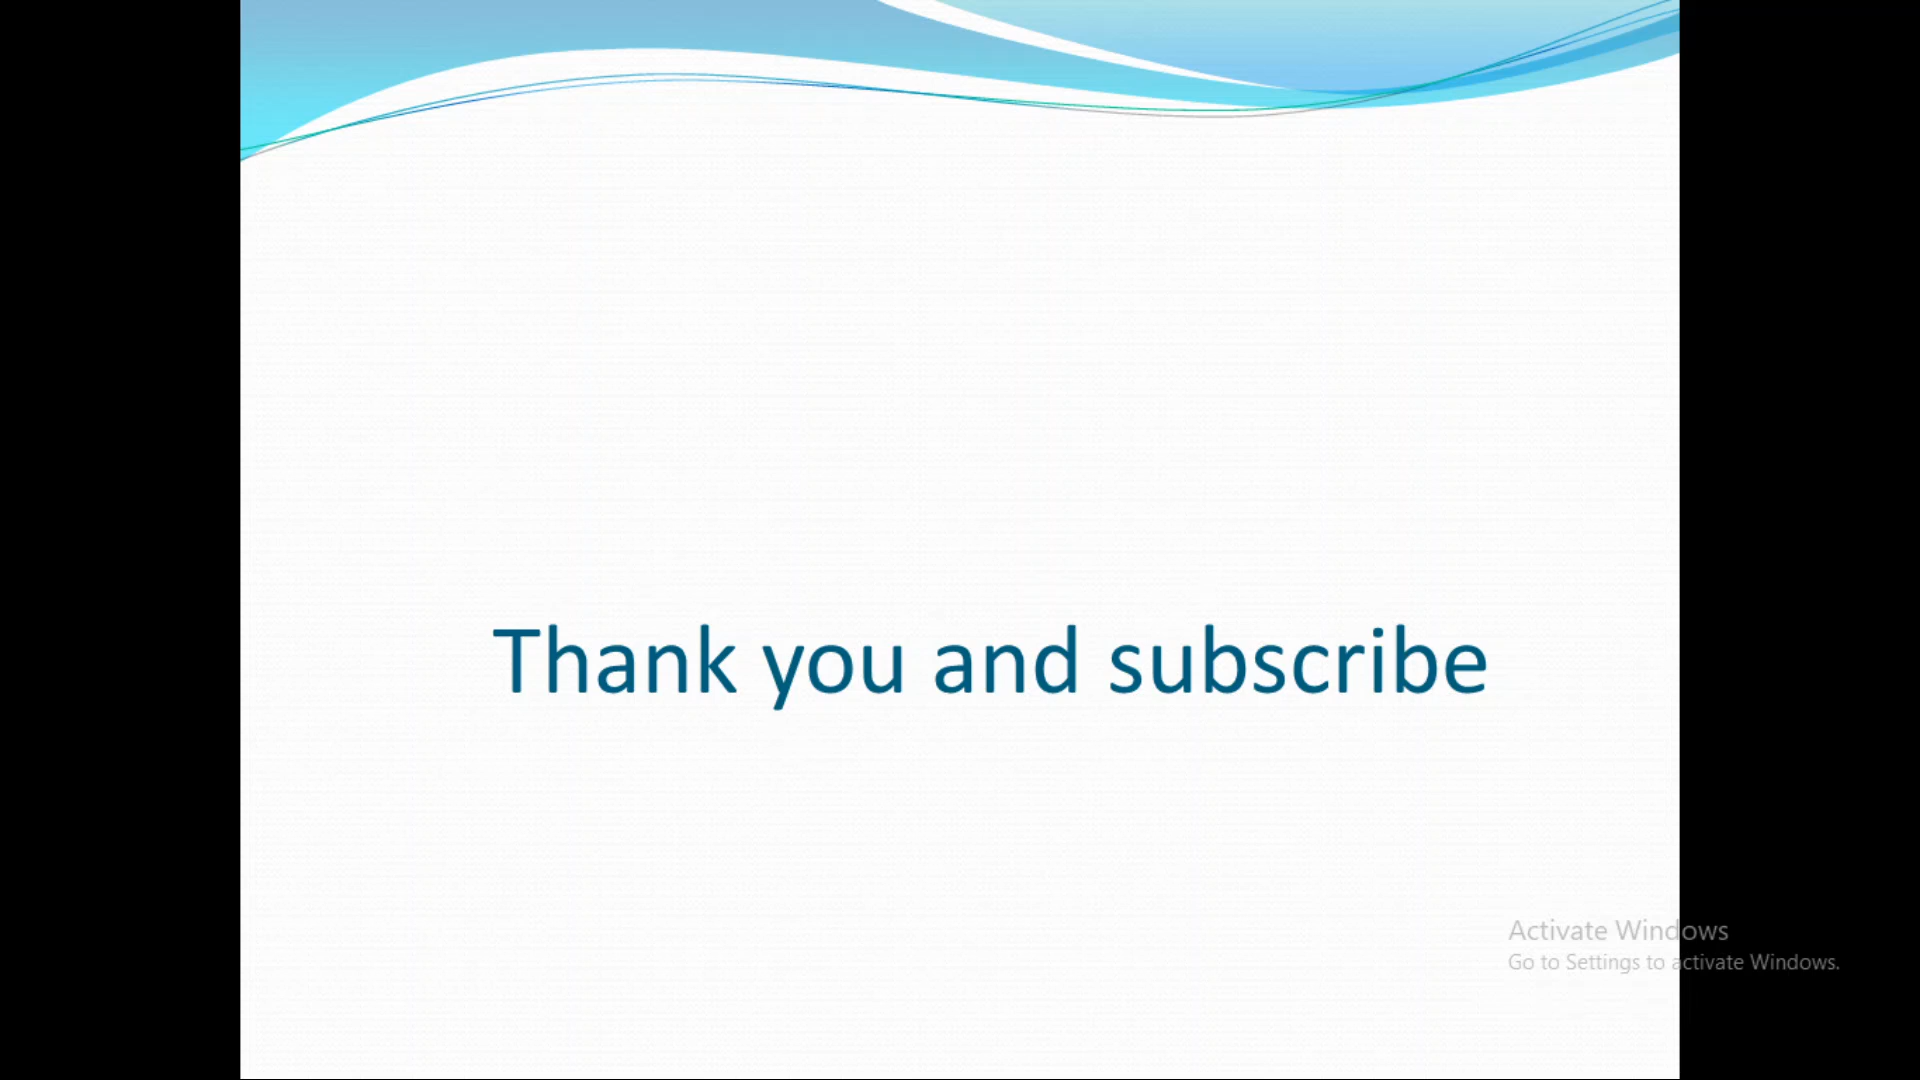 Thank you and subscribe
Activate Windows
Go to Settings to activate Windows.